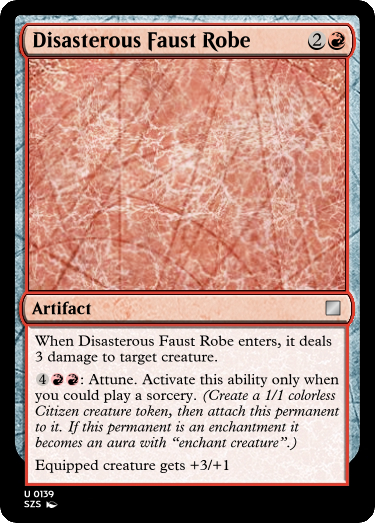 Disasterous Faust Robe 2
Artifact
When Disasterous Faust Robe enters, it deals
3 damage to target creature.
4: Attune. Activate this ability only when
you could play a sorcery. (Create a 1/1 colorless
Citizen creature token, then attach this permanent
to it. If this permanent is an enchantment it
becomes an aura with “enchant creature”.)
Equipped creature gets +3/+1
U 0139
SZS